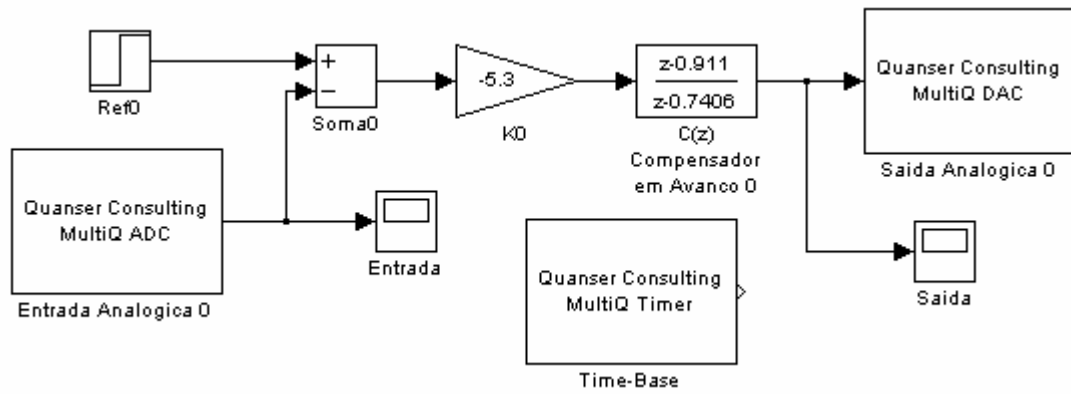 Ref0
+
−
Soma0
-5.3
K0
z-0.911
z-0.7406
C(z)
Compensador
em Avanco 0
Quanser Consulting
MultiQ DAC
Saida Analogica 0
Quanser Consulting
MultiQ ADC
Entrada Analogica 0
Entrada
Quanser Consulting
MultiQ Timer
Time-Base
Saida